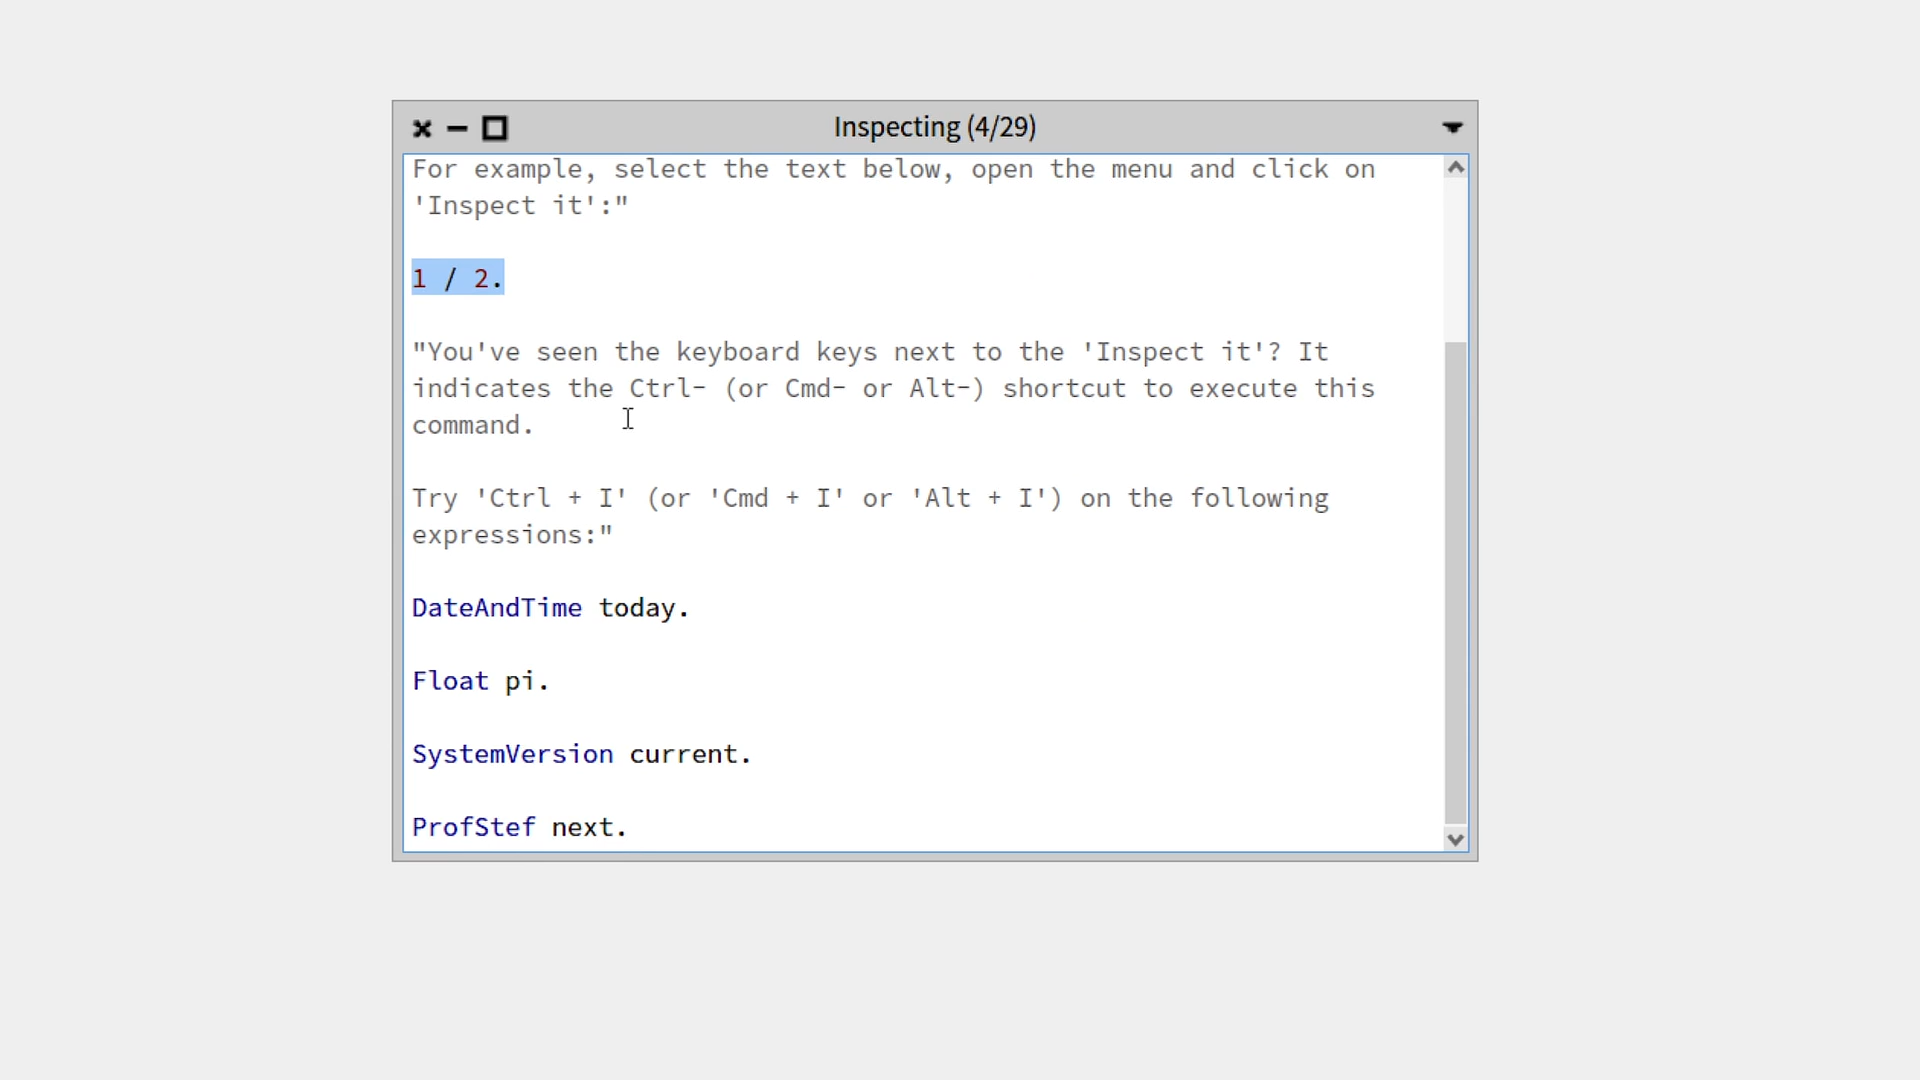 Inspecting (4/29)
For example, select the text below, open the menu and click on
'Inspect it':"
1 / 2.
"You've seen the keyboard keys next to the 'Inspect it'? It
indicates the Ctrl- (or Cmd- or Alt-) shortcut to execute this
command.
Try 'Ctrl + I' (or 'Cmd + I' or 'Alt + I') on the following
expressions:"
DateAndTime today.
Float pi.
SystemVersion current.
ProfStef next.